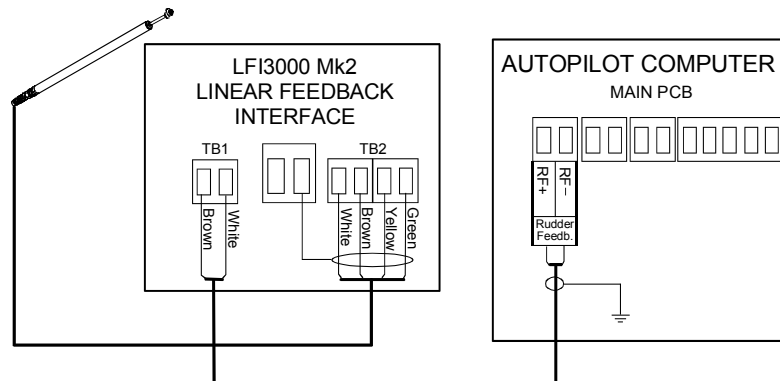 LFI3000 Mk2
LINEAR FEEDBACK
INTERFACE
TB1
TB2
Brown
White
White
Brown
Yellow
Green
AUTOPILOT COMPUTER
MAIN PCB
RF+
RF−
Rudder
Feedb.